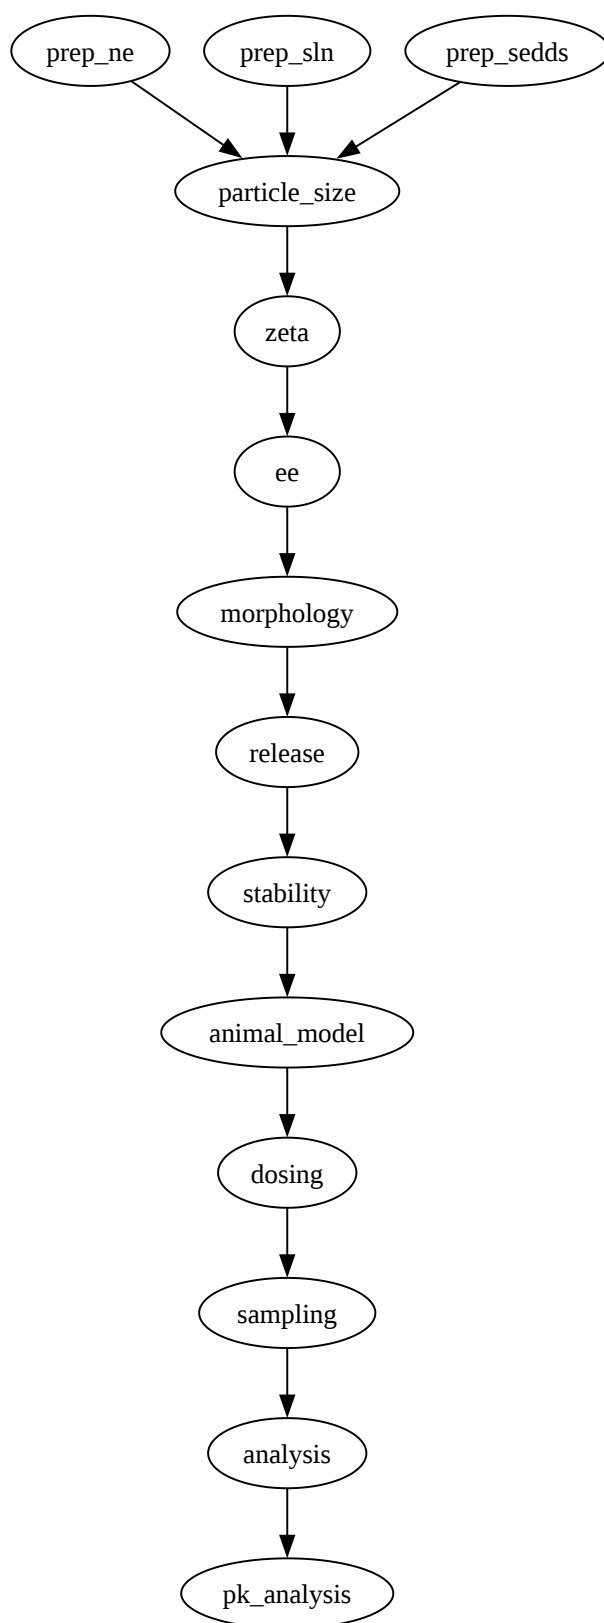 prep_ne
prep_sln
prep_sedds
particle_size
zeta
ee
morphology
release
stability
animal_model
dosing
sampling
analysis
pk_analysis